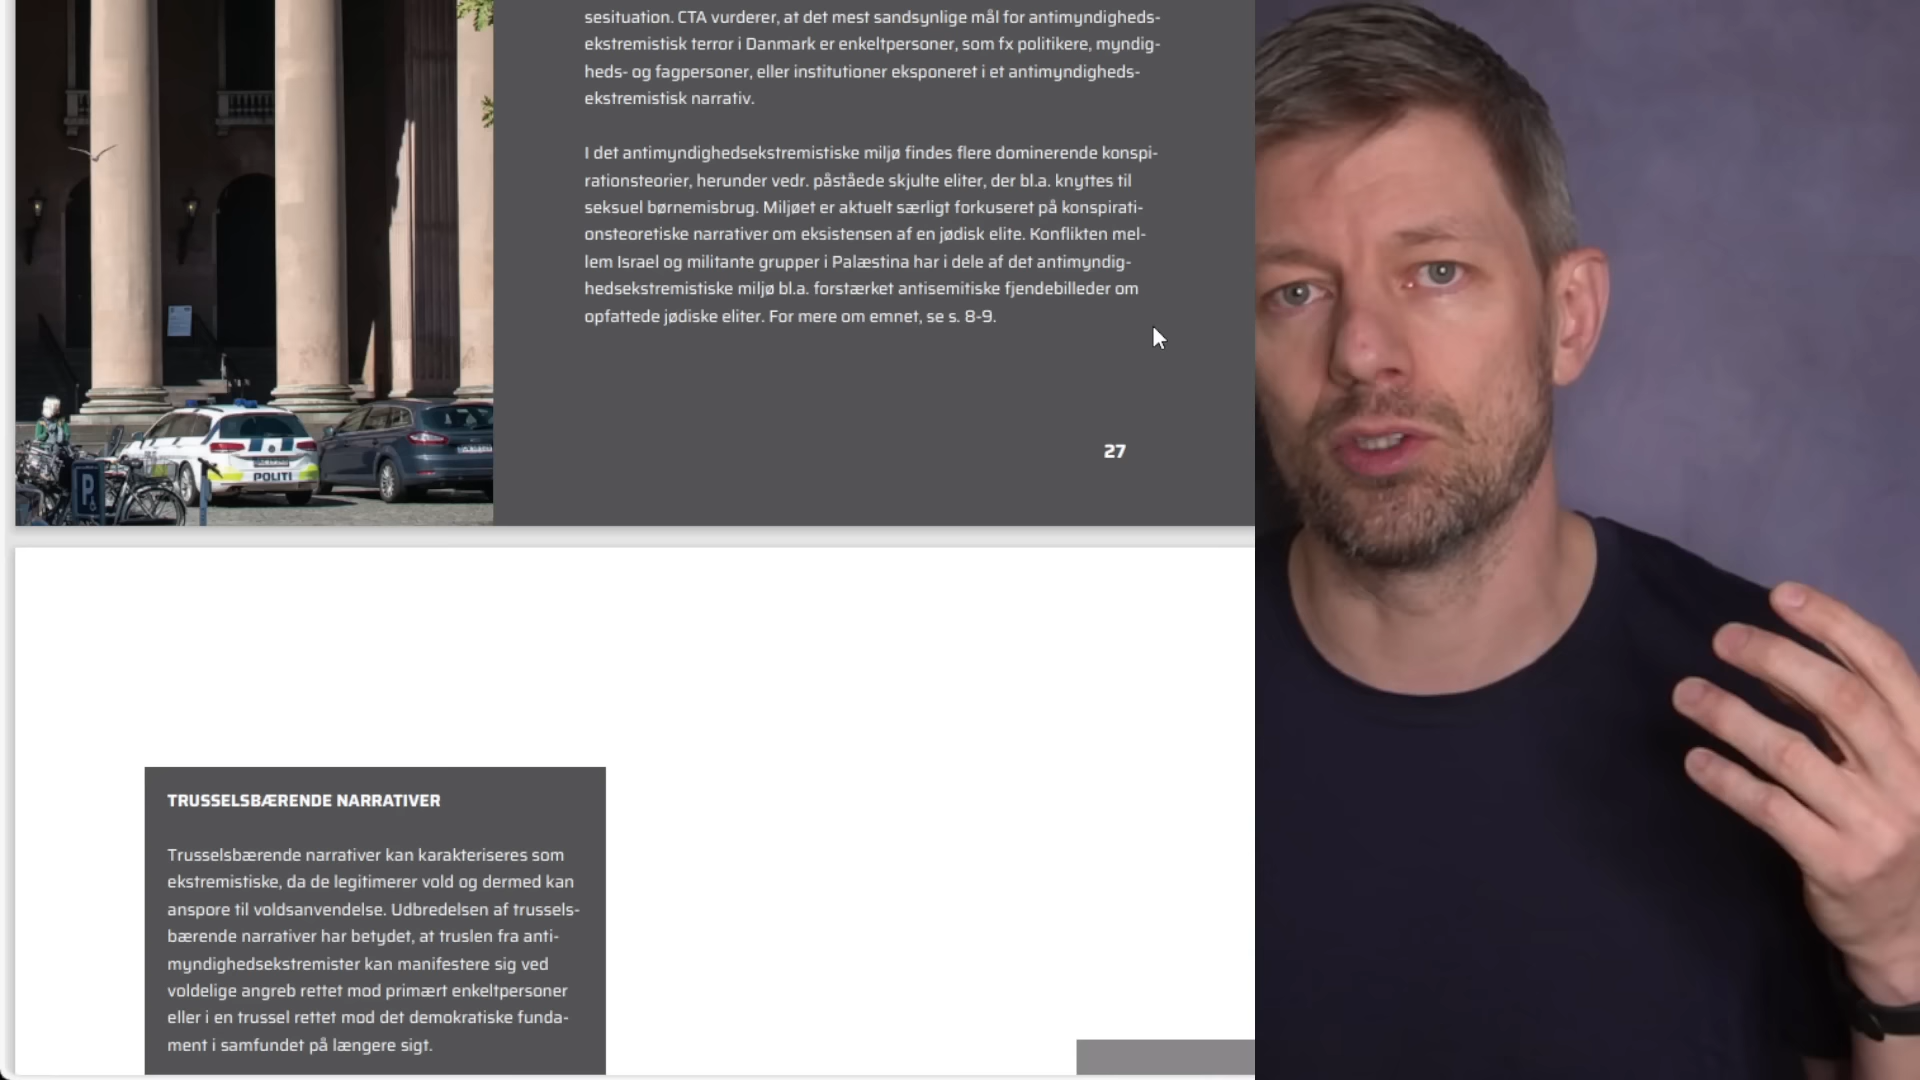 sesituation. CTA vurderer, at det mest sandsynlige mål for antimyndigheds-
ekstremistisk terror i Danmark er enkeltpersoner, som fx politikere, myndig-
heds- og fagpersoner, eller institutioner eksponeret i et antimyndigheds-
ekstremistisk narrativ.
I det antimyndighedsekstremistiske miljø findes flere dominerende konspi-
rationsteorier, herunder vedr. påståede skjulte eliter, der bl.a. knyttes til
seksuel børnemisbrug. Miljøet er aktuelt særligt forkuseret på konspirati-
onsteoretiske narrativer om eksistensen af en jødisk elite. Konflikten mel-
lem Israel og militante grupper i Palæstina har i dele af det antimyndig-
hedsekstremistiske miljø bl.a. forstærket antisemitiske fjendebilleder om
opfattede jødiske eliter. For mere om emnet, se s. 8-9.
27
POLITI
P
TRUSSELSBÆRENDE NARRATIVER
Trusselsbærende narrativer kan karakteriseres som
ekstremistiske, da de legitimerer vold og dermed kan
anspore til voldsanvendelse. Udbredelsen af trussels-
bærende narrativer har betydet, at truslen fra anti-
myndighedsekstremister kan manifestere sig ved
voldelige angreb rettet mod primært enkeltpersoner
eller i en trussel rettet mod det demokratiske funda-
ment i samfundet på længere sigt.